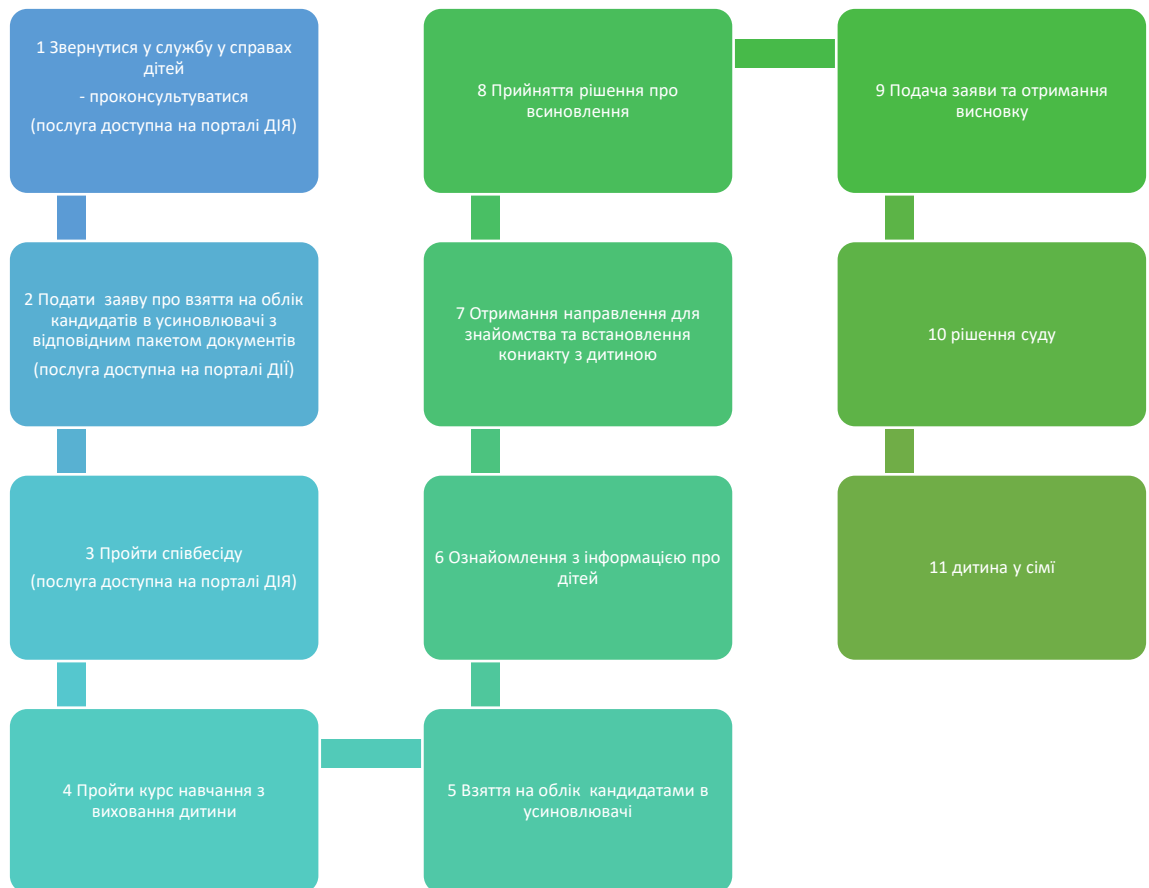 1 Звернутися у службу у справах
дітей
- проконсультуватися
(послуга доступна на порталі ДІЯ)
2 Подати  заяву про взяття на облік
кандидатів в усиновлювачі з
відповідним пакетом документів
(послуга доступна на порталі ДІЇ)
3 Пройти співбесіду
(послуга доступна на порталі ДІЯ)
4 Пройти курс навчання з
виховання дитини
5 Взяття на облік  кандидатами в
усиновлювачі
6 Ознайомлення з інформацією про
дітей
7 Отримання направлення для
знайомства та встановлення
кониакту з дитиною
8 Прийняття рішення про
всиновлення
9 Подача заяви та отримання
висновку
10 рішення суду
11 дитина у сімї